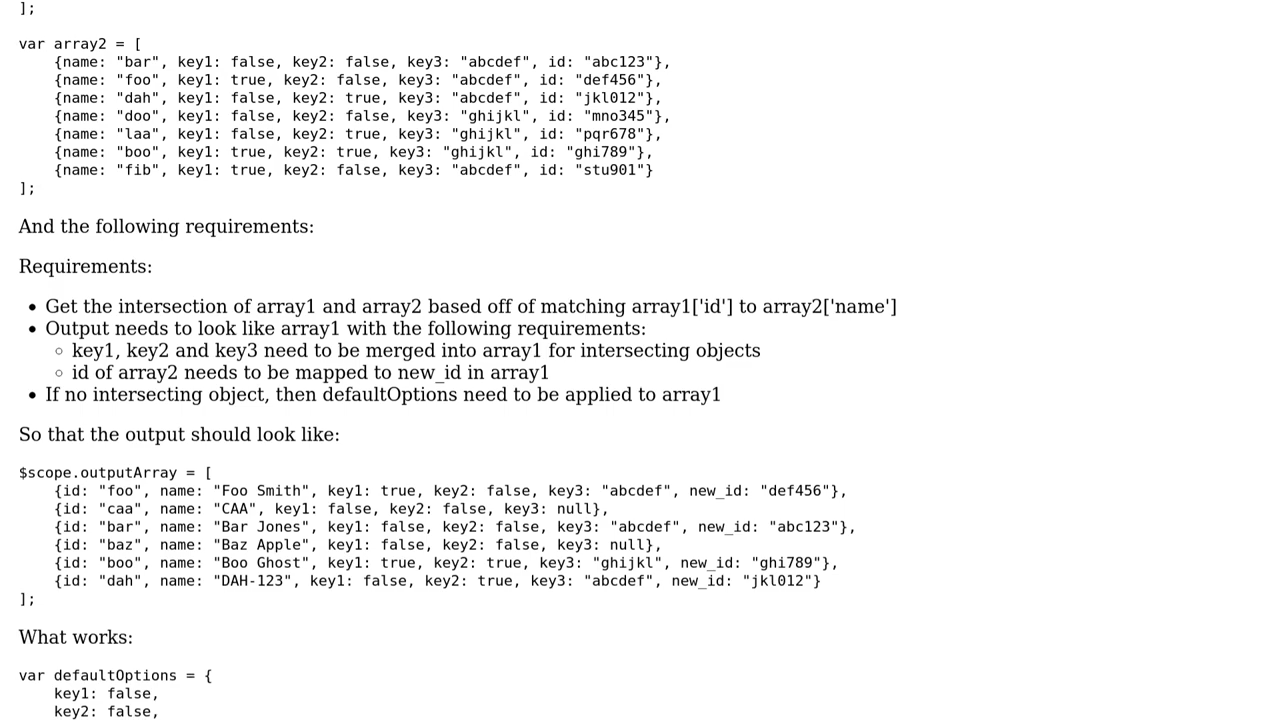 ];
var array2 = [
    {name: "bar", key1: false, key2: false, key3: "abcdef", id: "abc123"},
    {name: "foo", key1: true, key2: false, key3: "abcdef", id: "def456"},
    {name: "dah", key1: false, key2: true, key3: "abcdef", id: "jkl012"},
    {name: "doo", key1: false, key2: false, key3: "ghijkl", id: "mno345"},
    {name: "laa", key1: false, key2: true, key3: "ghijkl", id: "pqr678"},
    {name: "boo", key1: true, key2: true, key3: "ghijkl", id: "ghi789"},
    {name: "fib", key1: true, key2: false, key3: "abcdef", id: "stu901"}
];
And the following requirements:
Requirements:
• Get the intersection of array1 and array2 based off of matching array1['id'] to array2['name']
• Output needs to look like array1 with the following requirements:
◦ key1, key2 and key3 need to be merged into array1 for intersecting objects
◦ id of array2 needs to be mapped to new_id in array1
• If no intersecting object, then defaultOptions need to be applied to array1
So that the output should look like:
$scope.outputArray = [
    {id: "foo", name: "Foo Smith", key1: true, key2: false, key3: "abcdef", new_id: "def456"},
    {id: "caa", name: "CAA", key1: false, key2: false, key3: null},
    {id: "bar", name: "Bar Jones", key1: false, key2: false, key3: "abcdef", new_id: "abc123"},
    {id: "baz", name: "Baz Apple", key1: false, key2: false, key3: null},
    {id: "boo", name: "Boo Ghost", key1: true, key2: true, key3: "ghijkl", new_id: "ghi789"},
    {id: "dah", name: "DAH-123", key1: false, key2: true, key3: "abcdef", new_id: "jkl012"}
];
What works:
var defaultOptions = {
    key1: false,
    key2: false,